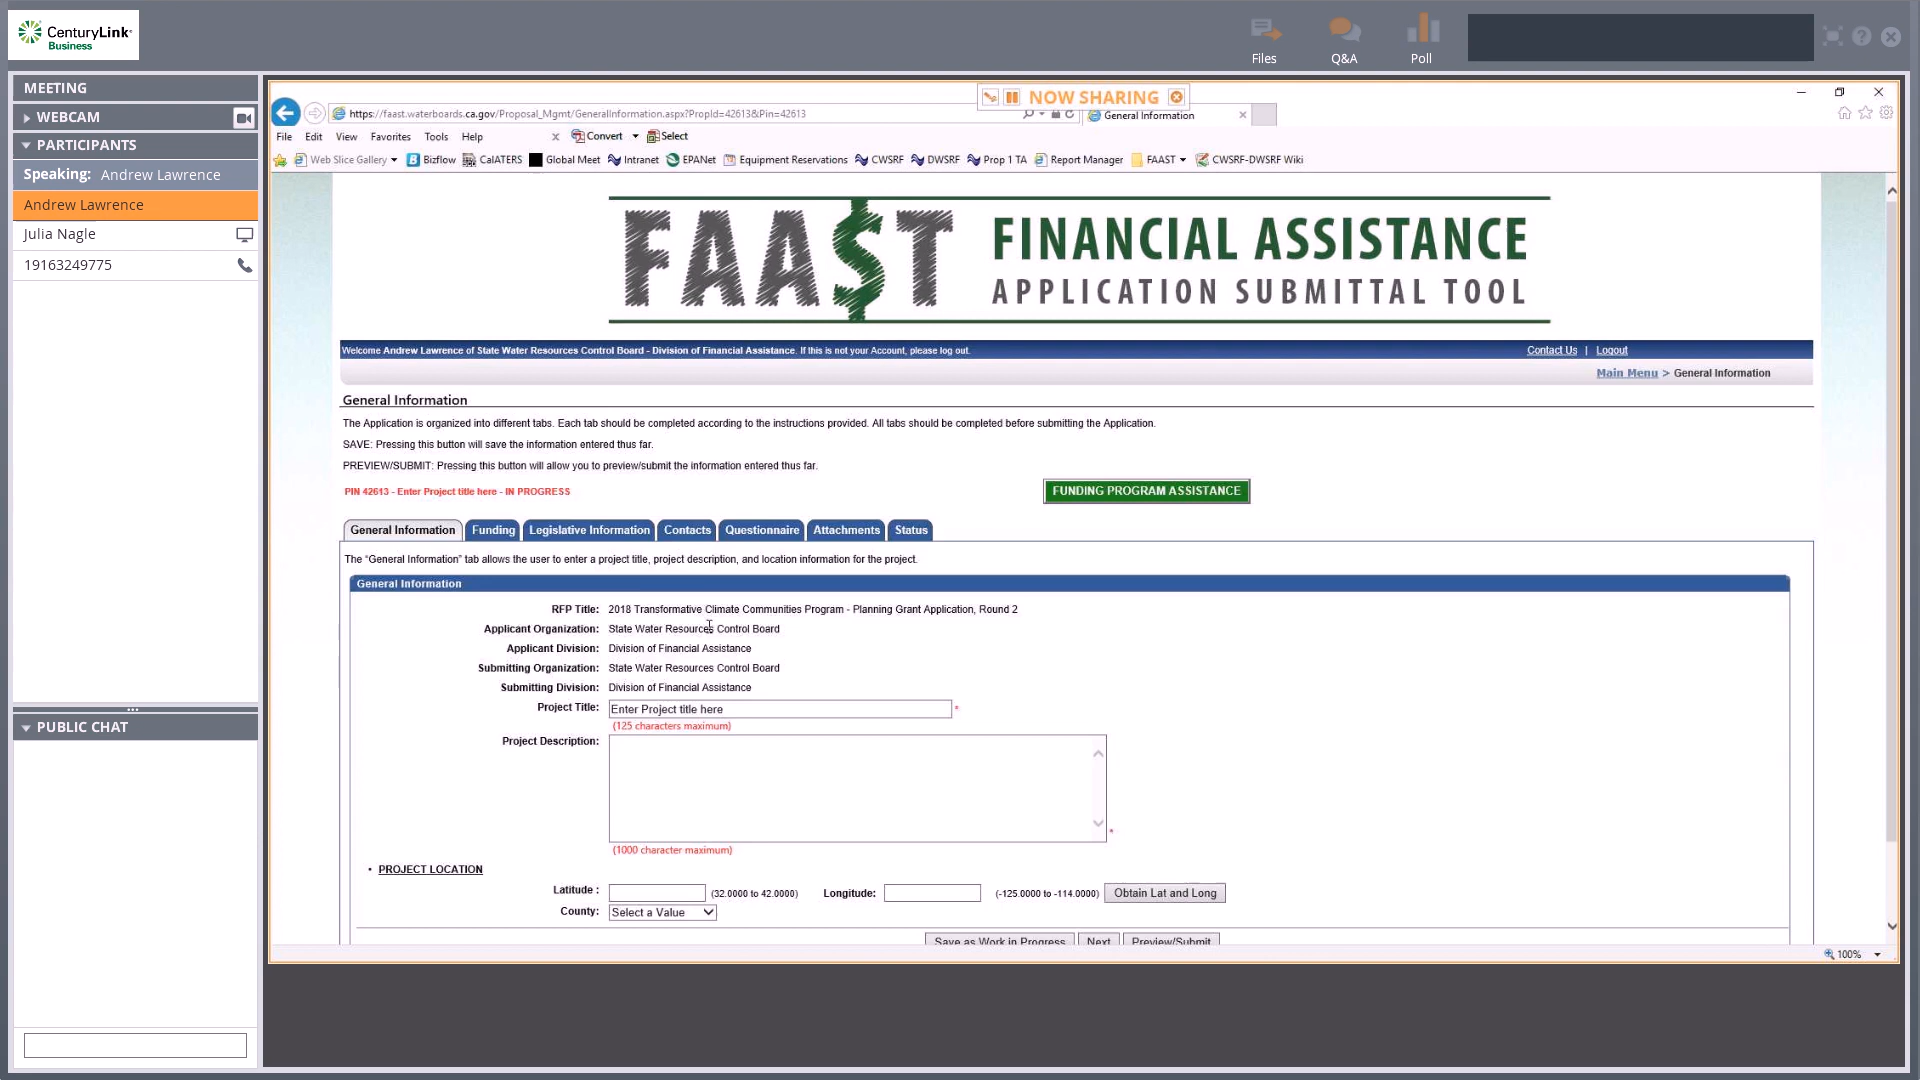 CenturyLink
Business
Files
Q&A
Poll
MEETING
WEBCAM
PARTICIPANTS
Speaking: Andrew Lawrence
Andrew Lawrence
Julia Nagle
19163249775
PUBLIC CHAT
NOW SHARING
https://faast.waterboards.ca.gov/Proposal_Mgmt/GeneralInformation.aspx?PropId=42613&Pin=42613
General Information
File Edit View Favorites Tools Help
x Convert Select
Web Slice Gallery Bizflow CalATERS Global Meet Intranet EPANet Equipment Reservations CWSRF DWSRF Prop 1 TA Report Manager FAAST CWSRF-DWSRF Wiki
FAA$T FINANCIAL ASSISTANCE
APPLICATION SUBMITTAL TOOL
Welcome Andrew Lawrence of State Water Resources Control Board - Division of Financial Assistance. If this is not your Account, please log out.
Contact Us | Logout
Main Menu > General Information
General Information
The Application is organized into different tabs. Each tab should be completed according to the instructions provided. All tabs should be completed before submitting the Application.
SAVE: Pressing this button will save the information entered thus far.
PREVIEW/SUBMIT: Pressing this button will allow you to preview/submit the information entered thus far.
PIN 42613 - Enter Project title here - IN PROGRESS
FUNDING PROGRAM ASSISTANCE
General Information Funding Legislative Information Contacts Questionnaire Attachments Status
The "General Information" tab allows the user to enter a project title, project description, and location information for the project.
General Information
RFP Title: 2018 Transformative Climate Communities Program - Planning Grant Application, Round 2
Applicant Organization: State Water Resources Control Board
Applicant Division: Division of Financial Assistance
Submitting Organization: State Water Resources Control Board
Submitting Division: Division of Financial Assistance
Project Title: Enter Project title here *
(125 characters maximum)
Project Description:
*
(1000 character maximum)
• PROJECT LOCATION
Latitude : (32.0000 to 42.0000) Longitude: (-125.0000 to -114.0000) Obtain Lat and Long
County: Select a Value
Save as Work in Progress Next Preview/Submit
100%